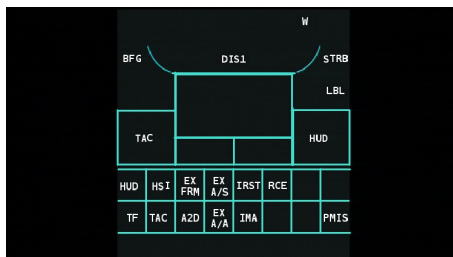 W
BFG DIS1 STRB
LBL
TAC HUD
HUD HSI EX FRM EX A/S IRST RCE
TF TAC A2D EX A/A IMA PMIS